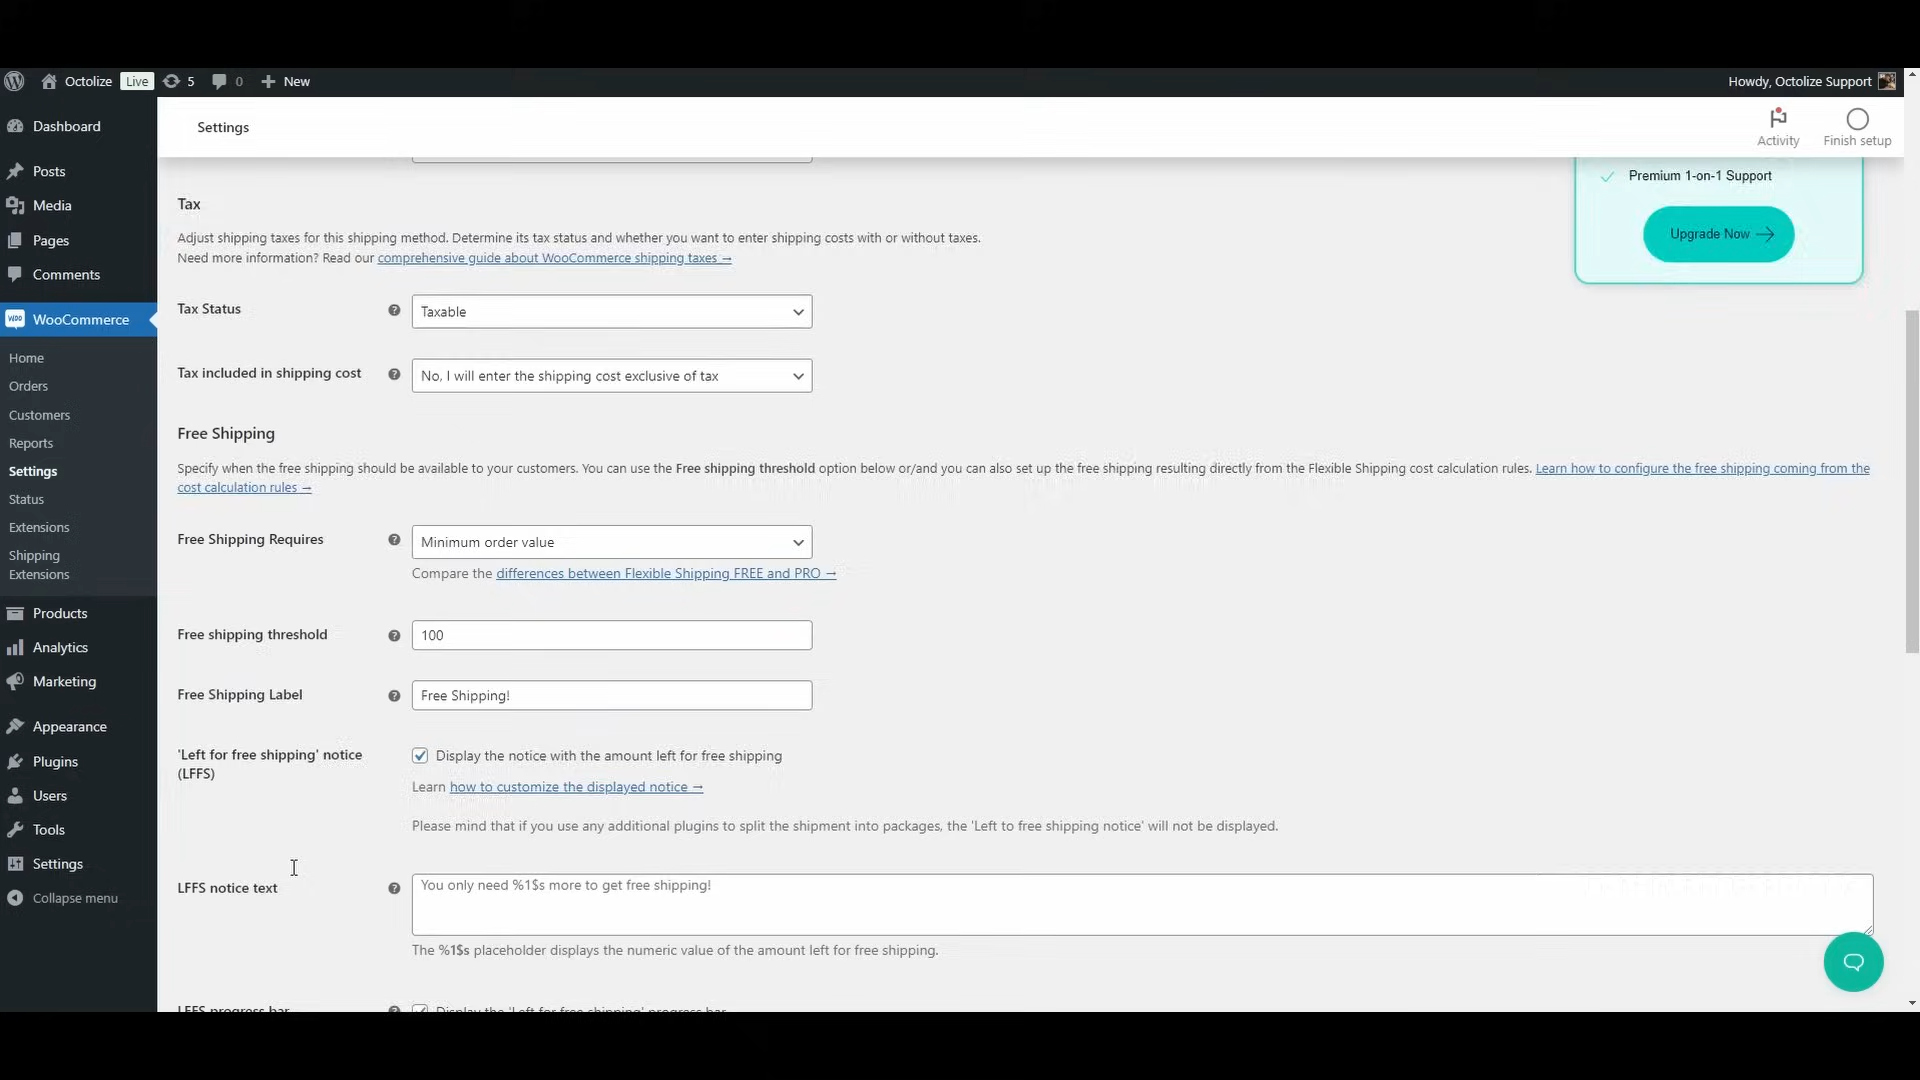 Octolize Live 5 0 New
Howdy, Octolize Support
Dashboard
Posts
Media
Pages
Comments
WooCommerce
Home
Orders
Customers
Reports
Settings
Status
Extensions
Shipping
Extensions
Products
Analytics
Marketing
Appearance
Plugins
Users
Tools
Settings
Collapse menu
Settings
Activity
Finish setup
Premium 1-on-1 Support
Upgrade Now →
Tax
Adjust shipping taxes for this shipping method. Determine its tax status and whether you want to enter shipping costs with or without taxes.
Need more information? Read our comprehensive guide about WooCommerce shipping taxes →
Tax Status
Taxable
Tax included in shipping cost
No, I will enter the shipping cost exclusive of tax
Free Shipping
Specify when the free shipping should be available to your customers. You can use the Free shipping threshold option below or/and you can also set up the free shipping resulting directly from the Flexible Shipping cost calculation rules. Learn how to configure the free shipping coming from the
cost calculation rules →
Free Shipping Requires
Minimum order value
Compare the differences between Flexible Shipping FREE and PRO →
Free shipping threshold
100
Free Shipping Label
Free Shipping!
'Left for free shipping' notice
(LFFS)
Display the notice with the amount left for free shipping
Learn how to customize the displayed notice →
Please mind that if you use any additional plugins to split the shipment into packages, the 'Left to free shipping notice' will not be displayed.
LFFS notice text
You only need %1$s more to get free shipping!
The %1$s placeholder displays the numeric value of the amount left for free shipping.
LFFS progress bar
Display the 'Left for free shipping' progress bar